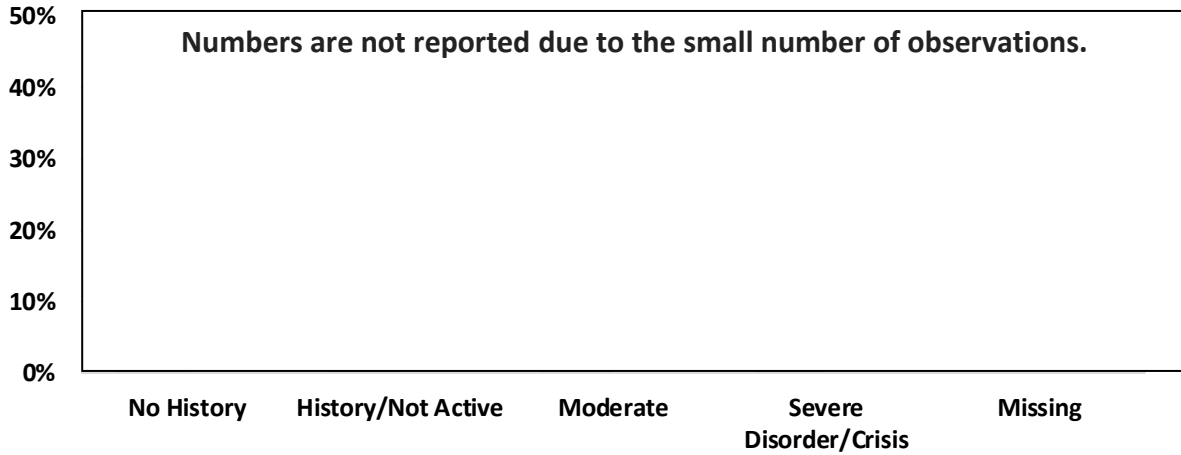 50%
Numbers are not reported due to the small number of observations.
40%
30%
20%
10%
0%
No History
History/Not Active
Moderate
Severe
Disorder/Crisis
Missing